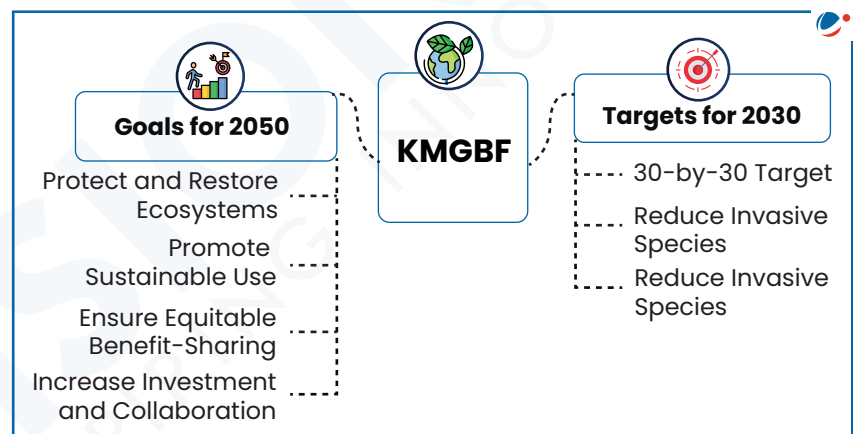 KMGBF
Goals for 2050
Protect and Restore
Ecosystems
Promote
Sustainable Use
Ensure Equitable
Benefit-Sharing
Increase Investment
and Collaboration
Targets for 2030
30-by-30 Target
Reduce Invasive
Species
Reduce Invasive
Species